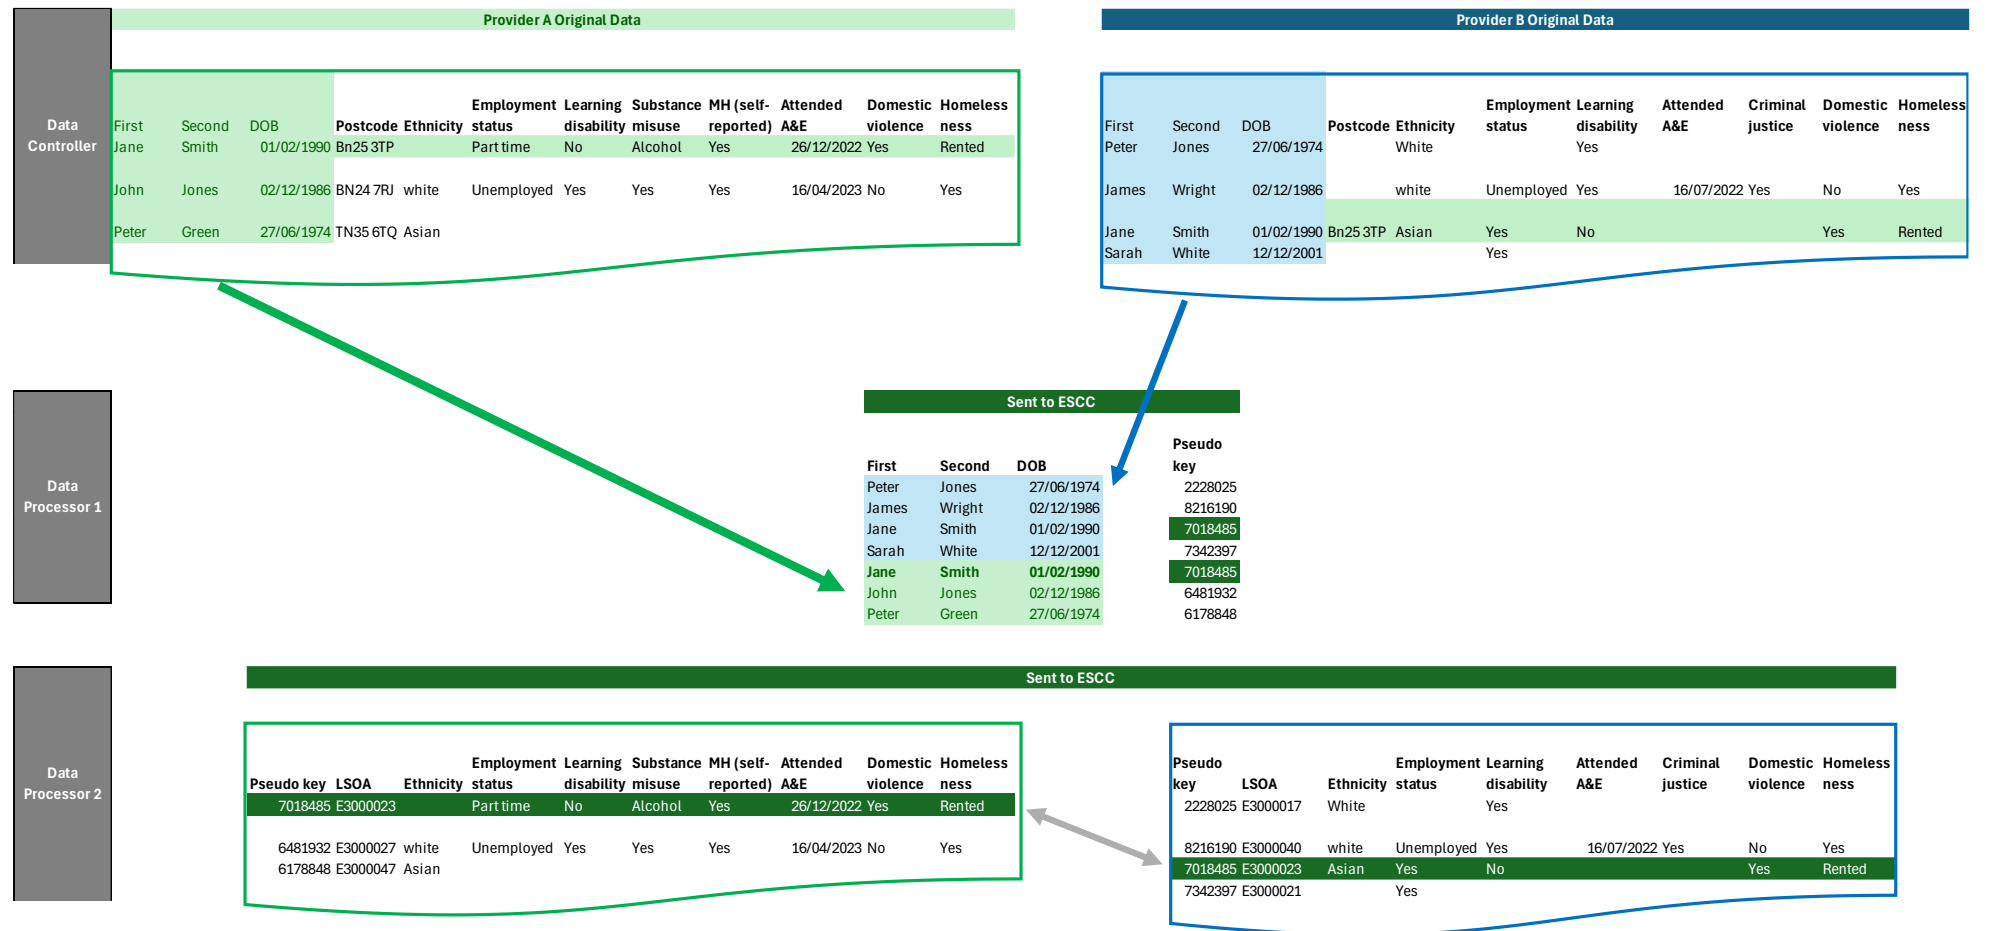 Provider A Original Data
Provider B Original Data
Data
Controller
Employment Learning Substance MH (self- Attended Domestic Homeless
First Second DOB Postcode Ethnicity status disability misuse reported) A&E violence ness
Jane Smith 01/02/1990 Bn25 3TP Part time No Alcohol Yes 26/12/2022 Yes Rented
John Jones 02/12/1986 BN24 7RJ white Unemployed Yes Yes Yes 16/04/2023 No Yes
Peter Green 27/06/1974 TN35 6TQ Asian
Employment Learning Attended Criminal Domestic Homeless
First Second DOB Postcode Ethnicity status disability A&E justice violence ness
Peter Jones 27/06/1974 White Yes
James Wright 02/12/1986 white Unemployed Yes 16/07/2022 Yes No Yes
Jane Smith 01/02/1990 Bn25 3TP Asian Yes No Yes Rented
Sarah White 12/12/2001 Yes
Data
Processor 1
Sent to ESCC
Pseudo
First Second DOB key
Peter Jones 27/06/1974 2228025
James Wright 02/12/1986 8216190
Jane Smith 01/02/1990 7018485
Sarah White 12/12/2001 7342397
Jane Smith 01/02/1990 7018485
John Jones 02/12/1986 6481932
Peter Green 27/06/1974 6178848
Data
Processor 2
Sent to ESCC
Employment Learning Substance MH (self- Attended Domestic Homeless
Pseudo key LSOA Ethnicity status disability misuse reported) A&E violence ness
7018485 E3000023 Part time No Alcohol Yes 26/12/2022 Yes Rented
6481932 E3000027 white Unemployed Yes Yes Yes 16/04/2023 No Yes
6178848 E3000047 Asian
Pseudo Employment Learning Attended Criminal Domestic Homeless
key LSOA Ethnicity status disability A&E justice violence ness
2228025 E3000017 White Yes
8216190 E3000040 white Unemployed Yes 16/07/2022 Yes No Yes
7018485 E3000023 Asian Yes No Yes Rented
7342397 E3000021 Yes